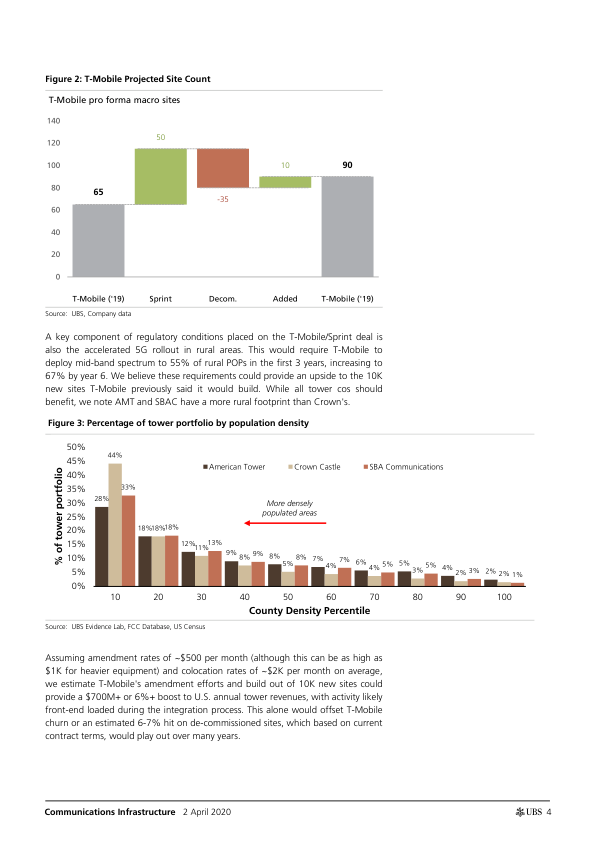 Figure 2: T-Mobile Projected Site Count
T-Mobile pro forma macro sites
140
120
100
80
60
40
20
0
65
50
-35
10
90
T-Mobile ('19)
Sprint
Decom.
Added
T-Mobile ('19)
Source: UBS, Company data
A key component of regulatory conditions placed on the T-Mobile/Sprint deal is
also the accelerated 5G rollout in rural areas. This would require T-Mobile to
deploy mid-band spectrum to 55% of rural POPs in the first 3 years, increasing to
67% by year 6. We believe these requirements could provide an upside to the 10K
new sites T-Mobile previously said it would build. While all tower cos should
benefit, we note AMT and SBAC have a more rural footprint than Crown's.
Figure 3: Percentage of tower portfolio by population density
% of tower portfolio
50%
45%
40%
35%
30%
25%
20%
15%
10%
5%
0%
American Tower
Crown Castle
SBA Communications
More densely
populated areas
28%
44%
33%
18%
18%
18%
12%
11%
13%
9%
8%
9%
8%
5%
8%
7%
4%
7%
6%
4%
5%
5%
3%
5%
4%
2%
3%
2%
2%
1%
10
20
30
40
50
60
70
80
90
100
County Density Percentile
Source: UBS Evidence Lab, FCC Database, US Census
Assuming amendment rates of ~$500 per month (although this can be as high as
$1K for heavier equipment) and colocation rates of ~$2K per month on average,
we estimate T-Mobile's amendment efforts and build out of 10K new sites could
provide a $700M+ or 6%+ boost to U.S. annual tower revenues, with activity likely
front-end loaded during the integration process. This alone would offset T-Mobile
churn or an estimated 6-7% hit on de-commissioned sites, which based on current
contract terms, would play out over many years.
Communications Infrastructure 2 April 2020
UBS 4